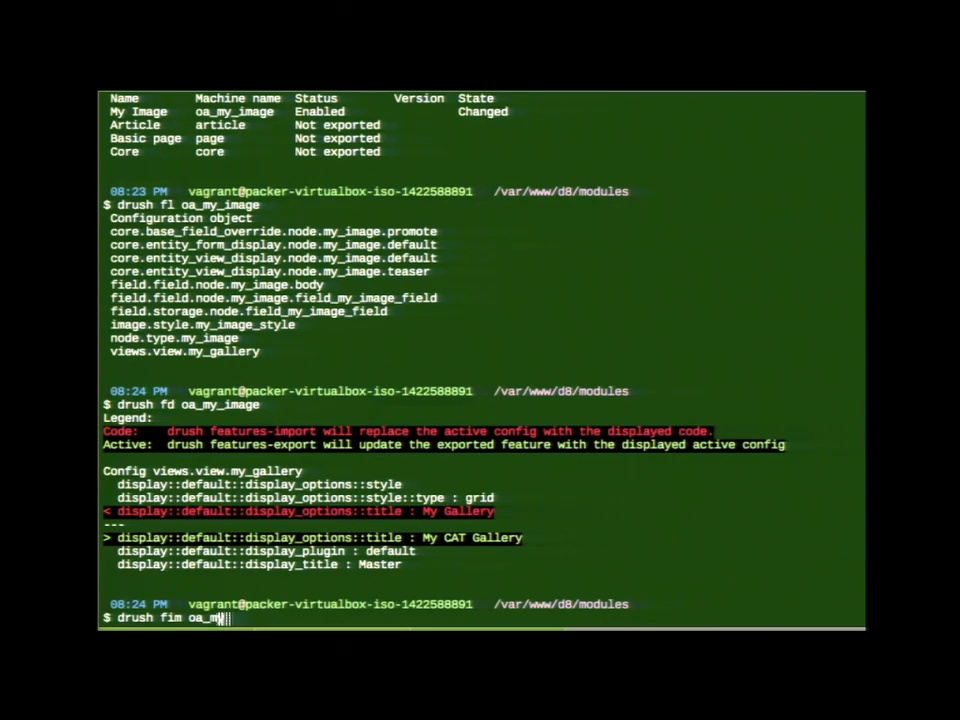 Name Machine name Status Version State
My Image oa_my_image Enabled Changed
Article article Not exported
Basic page page Not exported
Core core Not exported
08:23 PM vagrant@packer-virtualbox-iso-1422588891 /var/www/d8/modules
$ drush fl oa_my_image
Configuration object
core.base_field_override.node.my_image.promote
core.entity_form_display.node.my_image.default
core.entity_view_display.node.my_image.default
core.entity_view_display.node.my_image.teaser
field.field.node.my_image.body
field.field.node.my_image.field_my_image_field
field.storage.node.field_my_image_field
image.style.my_image_style
node.type.my_image
views.view.my_gallery
08:24 PM vagrant@packer-virtualbox-iso-1422588891 /var/www/d8/modules
$ drush fd oa_my_image
Legend:
Code: drush features-import will replace the active config with the displayed code.
Active: drush features-export will update the exported feature with the displayed active config
Config views.view.my_gallery
display::default::display_options::style
display::default::display_options::style::type : grid
< display::default::display_options::title : My Gallery
---
> display::default::display_options::title : My CAT Gallery
display::default::display_plugin : default
display::default::display_title : Master
08:24 PM vagrant@packer-virtualbox-iso-1422588891 /var/www/d8/modules
$ drush fim oa_my